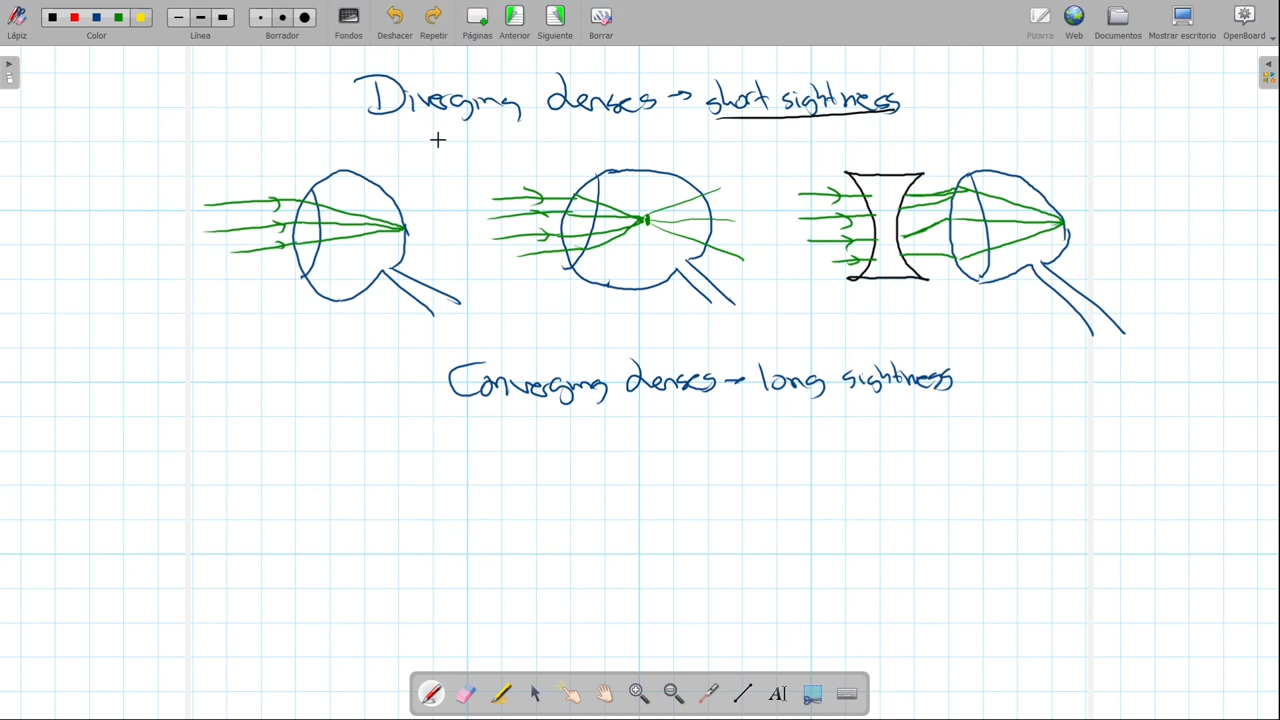 Lápiz Color Línea Borrador Fondos Deshacer Repetir Páginas Anterior Siguiente Borrar Pizarra Web Documentos Mostrar escritorio OpenBoard
Diverging lenses → short sightness
Converging lenses → long sightness
AI